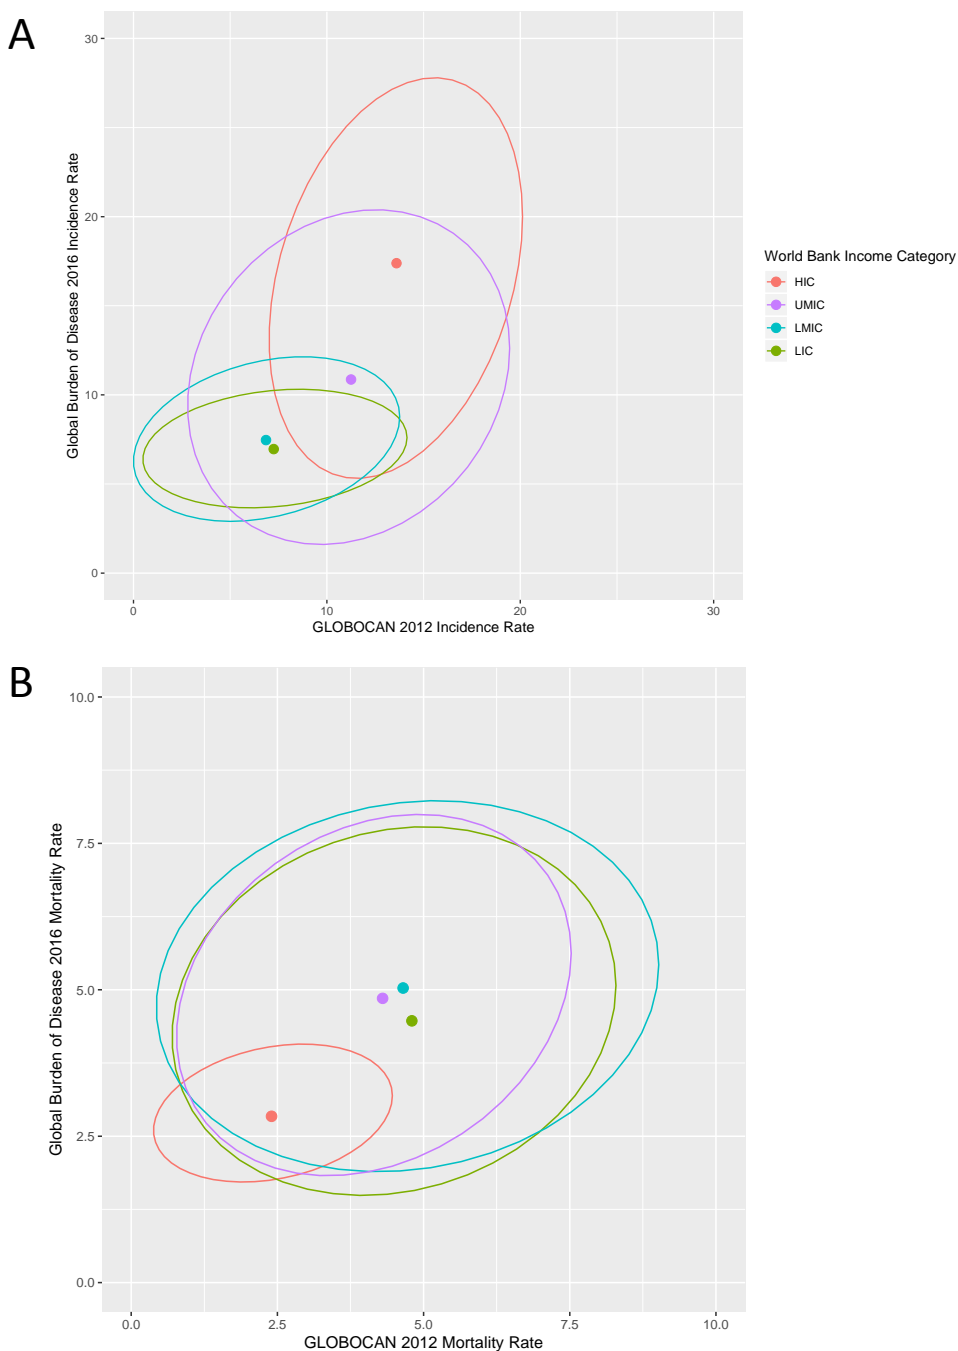 A
30
20
10
0
Global Burden of Disease 2016 Incidence Rate
0 10 20 30
GLOBOCAN 2012 Incidence Rate
World Bank Income Category
HIC
UMIC
LMIC
LIC
B
10.0
7.5
5.0
2.5
0.0
Global Burden of Disease 2016 Mortality Rate
0.0 2.5 5.0 7.5 10.0
GLOBOCAN 2012 Mortality Rate